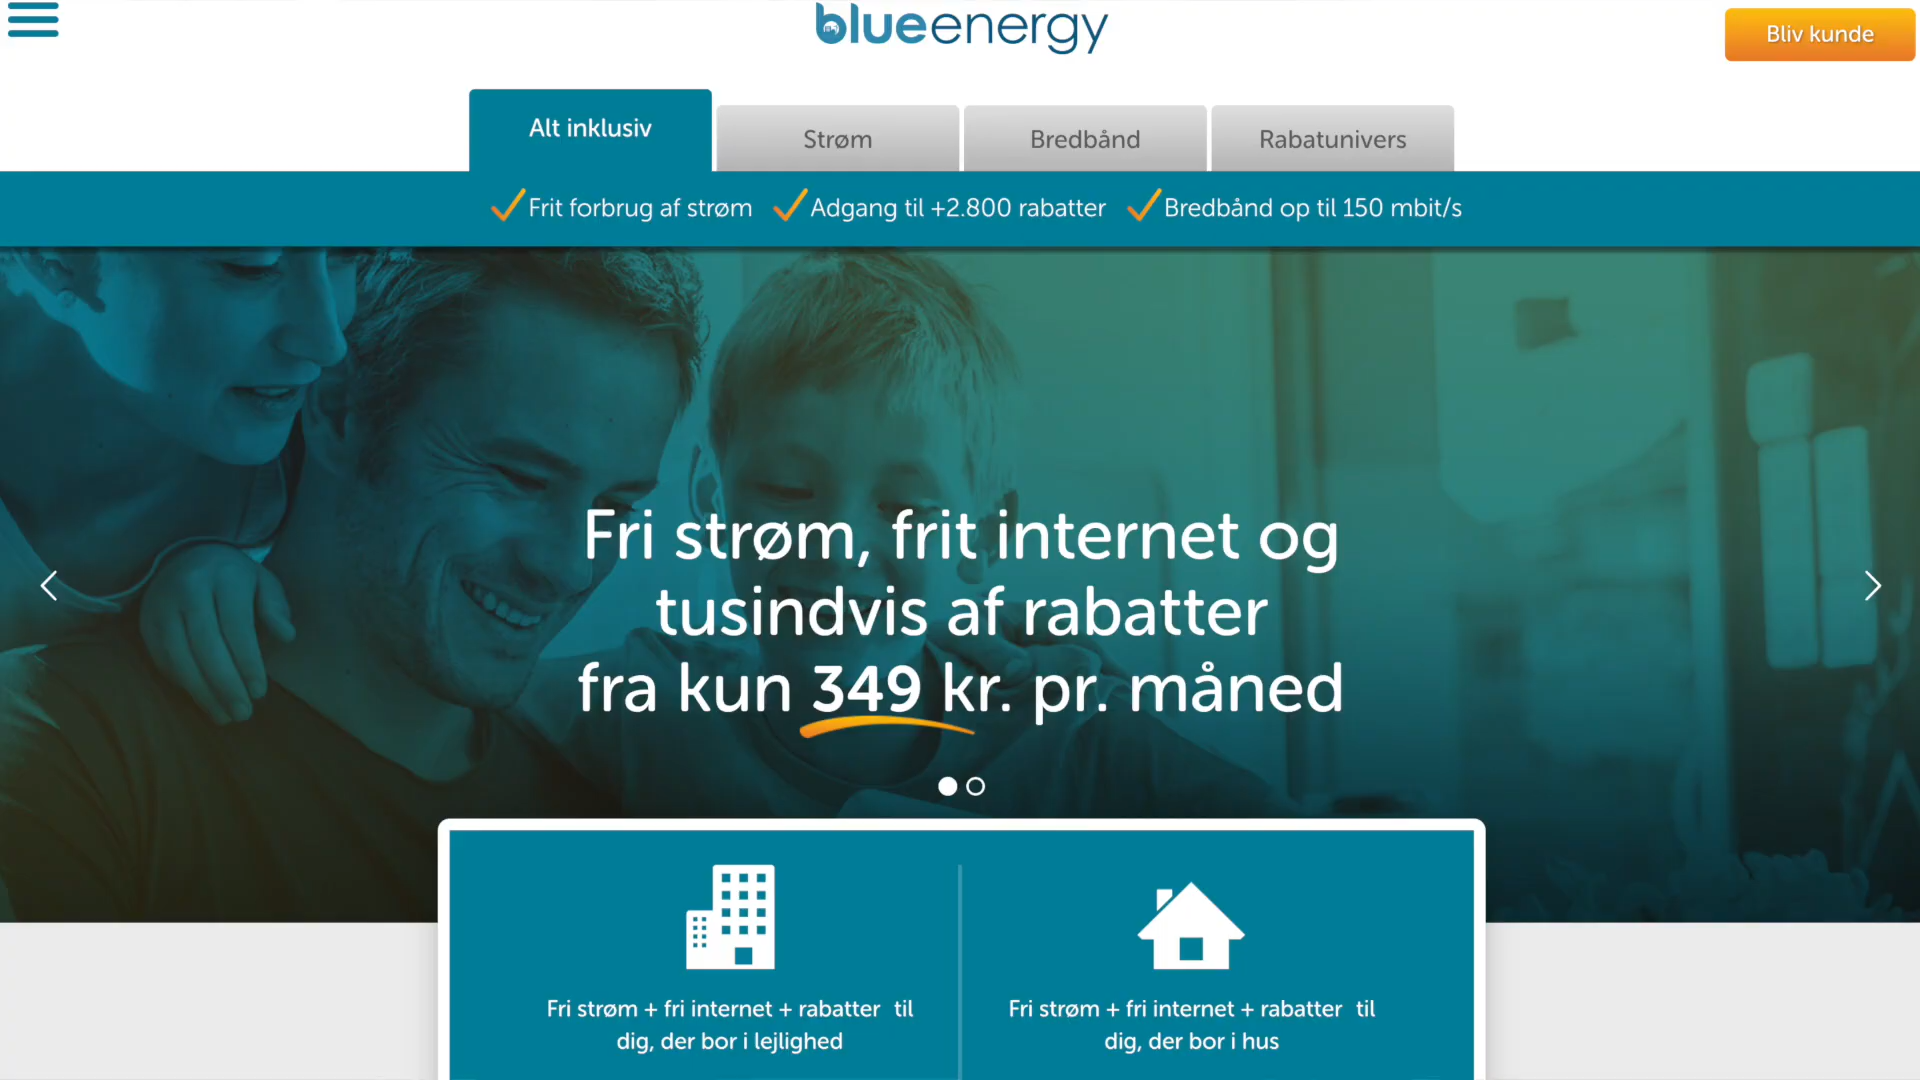 blueenergy
Bliv kunde
Alt inklusiv
Strøm
Bredbånd
Rabatunivers
Frit forbrug af strøm
Adgang til +2.800 rabatter
Bredbånd op til 150 mbit/s
Fri strøm, frit internet og
tusindvis af rabatter
fra kun 349 kr. pr. måned
Fri strøm + fri internet + rabatter til
dig, der bor i lejlighed
Fri strøm + fri internet + rabatter til
dig, der bor i hus